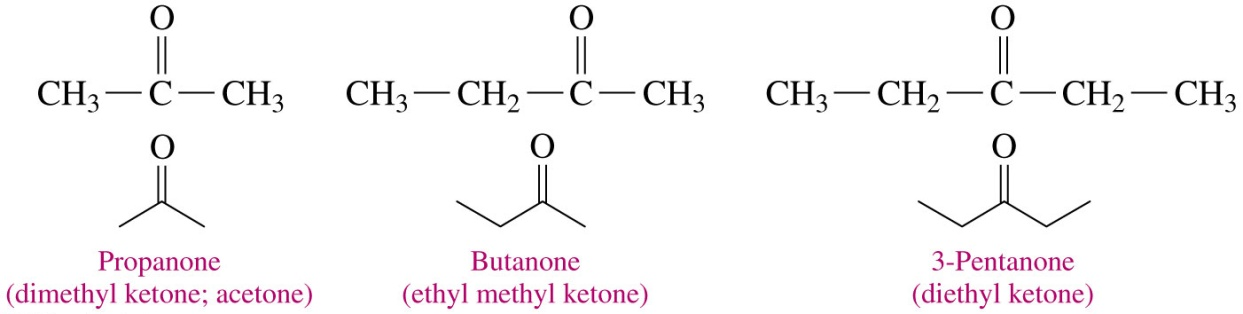 O O O
CH₃—C—CH₃ CH₃—CH₂—C—CH₃ CH₃—CH₂—C—CH₂—CH₃
O O O
Propanone Butanone 3-Pentanone
(dimethyl ketone; acetone) (ethyl methyl ketone) (diethyl ketone)